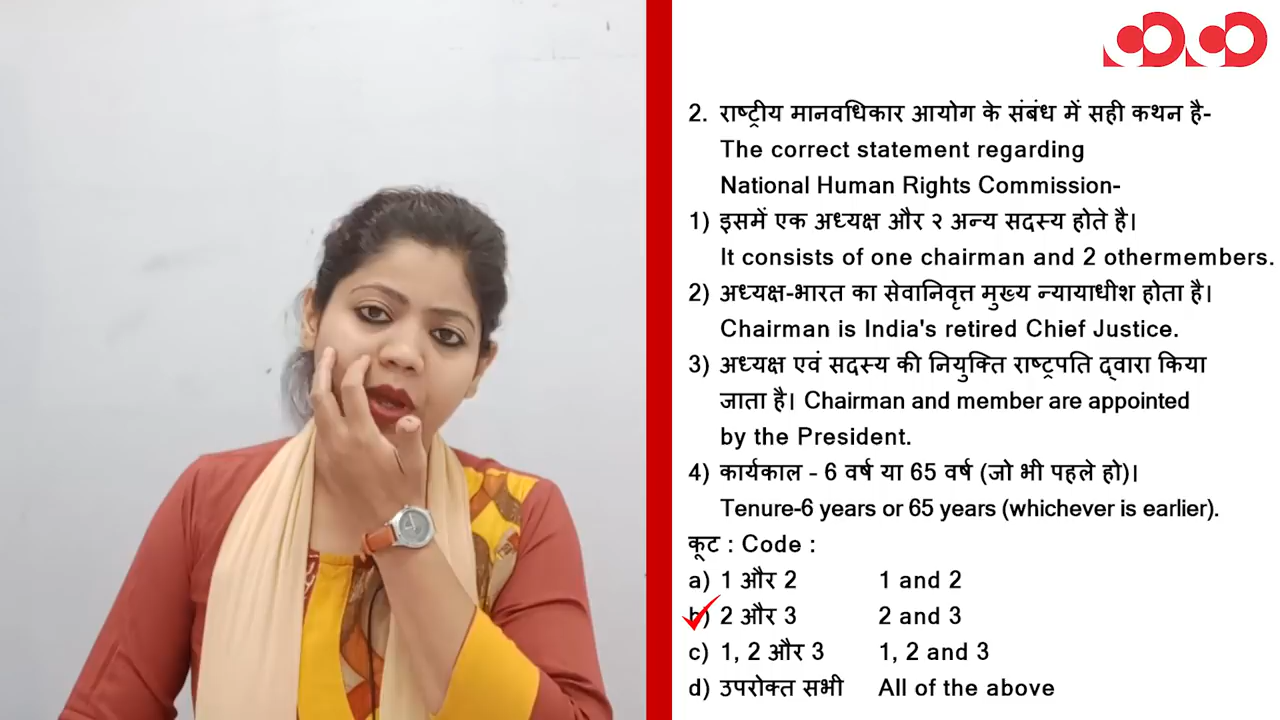 2. राष्ट्रीय मानवधिकार आयोग के संबंध में सही कथन है-
The correct statement regarding
National Human Rights Commission-
1) इसमें एक अध्यक्ष और २ अन्य सदस्य होते है।
It consists of one chairman and 2 othermembers.
2) अध्यक्ष-भारत का सेवानिवृत्त मुख्य न्यायाधीश होता है।
Chairman is India's retired Chief Justice.
3) अध्यक्ष एवं सदस्य की नियुक्ति राष्ट्रपति द्वारा किया
जाता है। Chairman and member are appointed
by the President.
4) कार्यकाल - 6 वर्ष या 65 वर्ष (जो भी पहले हो)।
Tenure-6 years or 65 years (whichever is earlier).
कूट : Code :
a) 1 और 2 1 and 2
b) 2 और 3 2 and 3
c) 1, 2 और 3 1, 2 and 3
d) उपरोक्त सभी All of the above